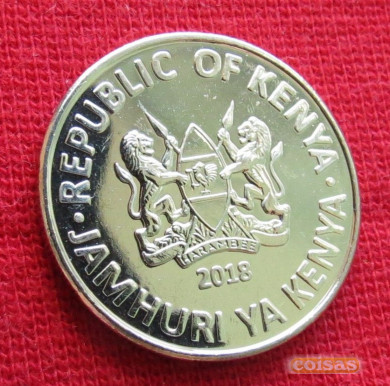 REPUBLIC OF KENYA
JAMHURI YA KENYA
HARAMBEE
2018
coisas